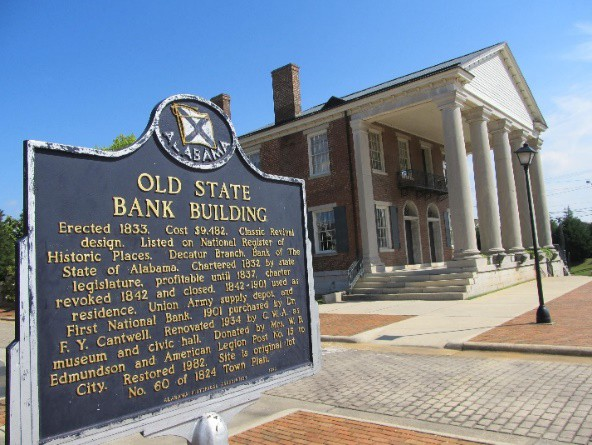 ALABAMA
OLD STATE
BANK BUILDING
Erected 1833. Cost $9,482. Classic Revival
design. Listed on National Register of
Historic Places. Decatur Branch, Bank of The
State of Alabama. Chartered 1832 by state
legislature, profitable until 1837, charter
revoked 1842 and closed. 1842-1901 used as
residence, Union Army supply depot, and
First National Bank. 1901 purchased by Dr.
F. Y. Cantwell. Renovated 1934 by C.W.A. as
museum and civic hall. Donated by Mrs. W. B.
Edmundson and American Legion Post No. 15 to
City. Restored 1982. Site is original lot
No. 60 of 1824 Town Plan.
ALABAMA HISTORICAL